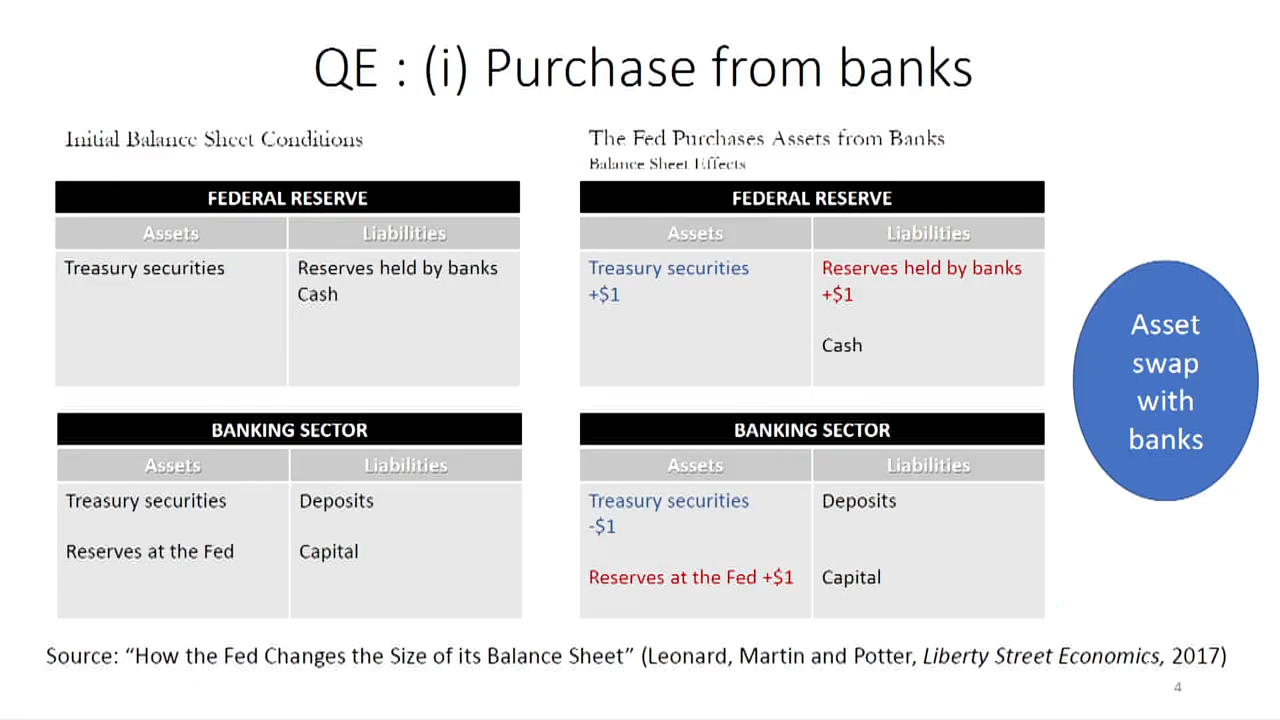 QE : (i) Purchase from banks
Initial Balance Sheet Conditions
The Fed Purchases Assets from Banks
Balance Sheet Effects
FEDERAL RESERVE
Assets
Liabilities
Treasury securities
Reserves held by banks
Cash
FEDERAL RESERVE
Assets
Liabilities
Treasury securities
+$1
Reserves held by banks
+$1
Cash
BANKING SECTOR
Assets
Liabilities
Treasury securities
Deposits
Reserves at the Fed
Capital
BANKING SECTOR
Assets
Liabilities
Treasury securities
-$1
Deposits
Reserves at the Fed +$1
Capital
Asset
swap
with
banks
Source: “How the Fed Changes the Size of its Balance Sheet” (Leonard, Martin and Potter, Liberty Street Economics, 2017)
4